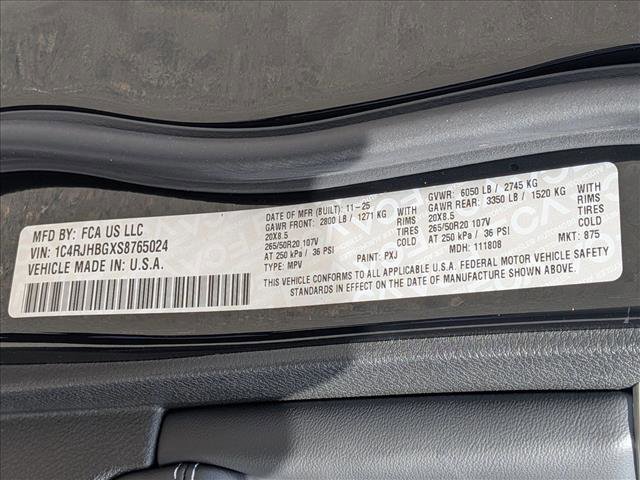 MFD BY: FCA US LLC
VIN: 1C4RJHBGXS8765024
VEHICLE MADE IN: U.S.A.
DATE OF MFR (BUILT): 11-25 GVWR: 6050 LB / 2745 KG
GAWR FRONT: 2800 LB / 1271 KG GAWR REAR: 3350 LB / 1520 KG
20X8.5 RIMS 20X8.5 RIMS
265/50R20 107V TIRES 265/50R20 107V TIRES
AT 250 kPa / 36 PSI COLD AT 250 kPa / 36 PSI COLD
TYPE: MPV PAINT: PXJ MDH: 111808 MKT: 875
THIS VEHICLE CONFORMS TO ALL APPLICABLE U.S.A. FEDERAL MOTOR VEHICLE SAFETY
STANDARDS IN EFFECT ON THE DATE OF MANUFACTURE SHOWN ABOVE.